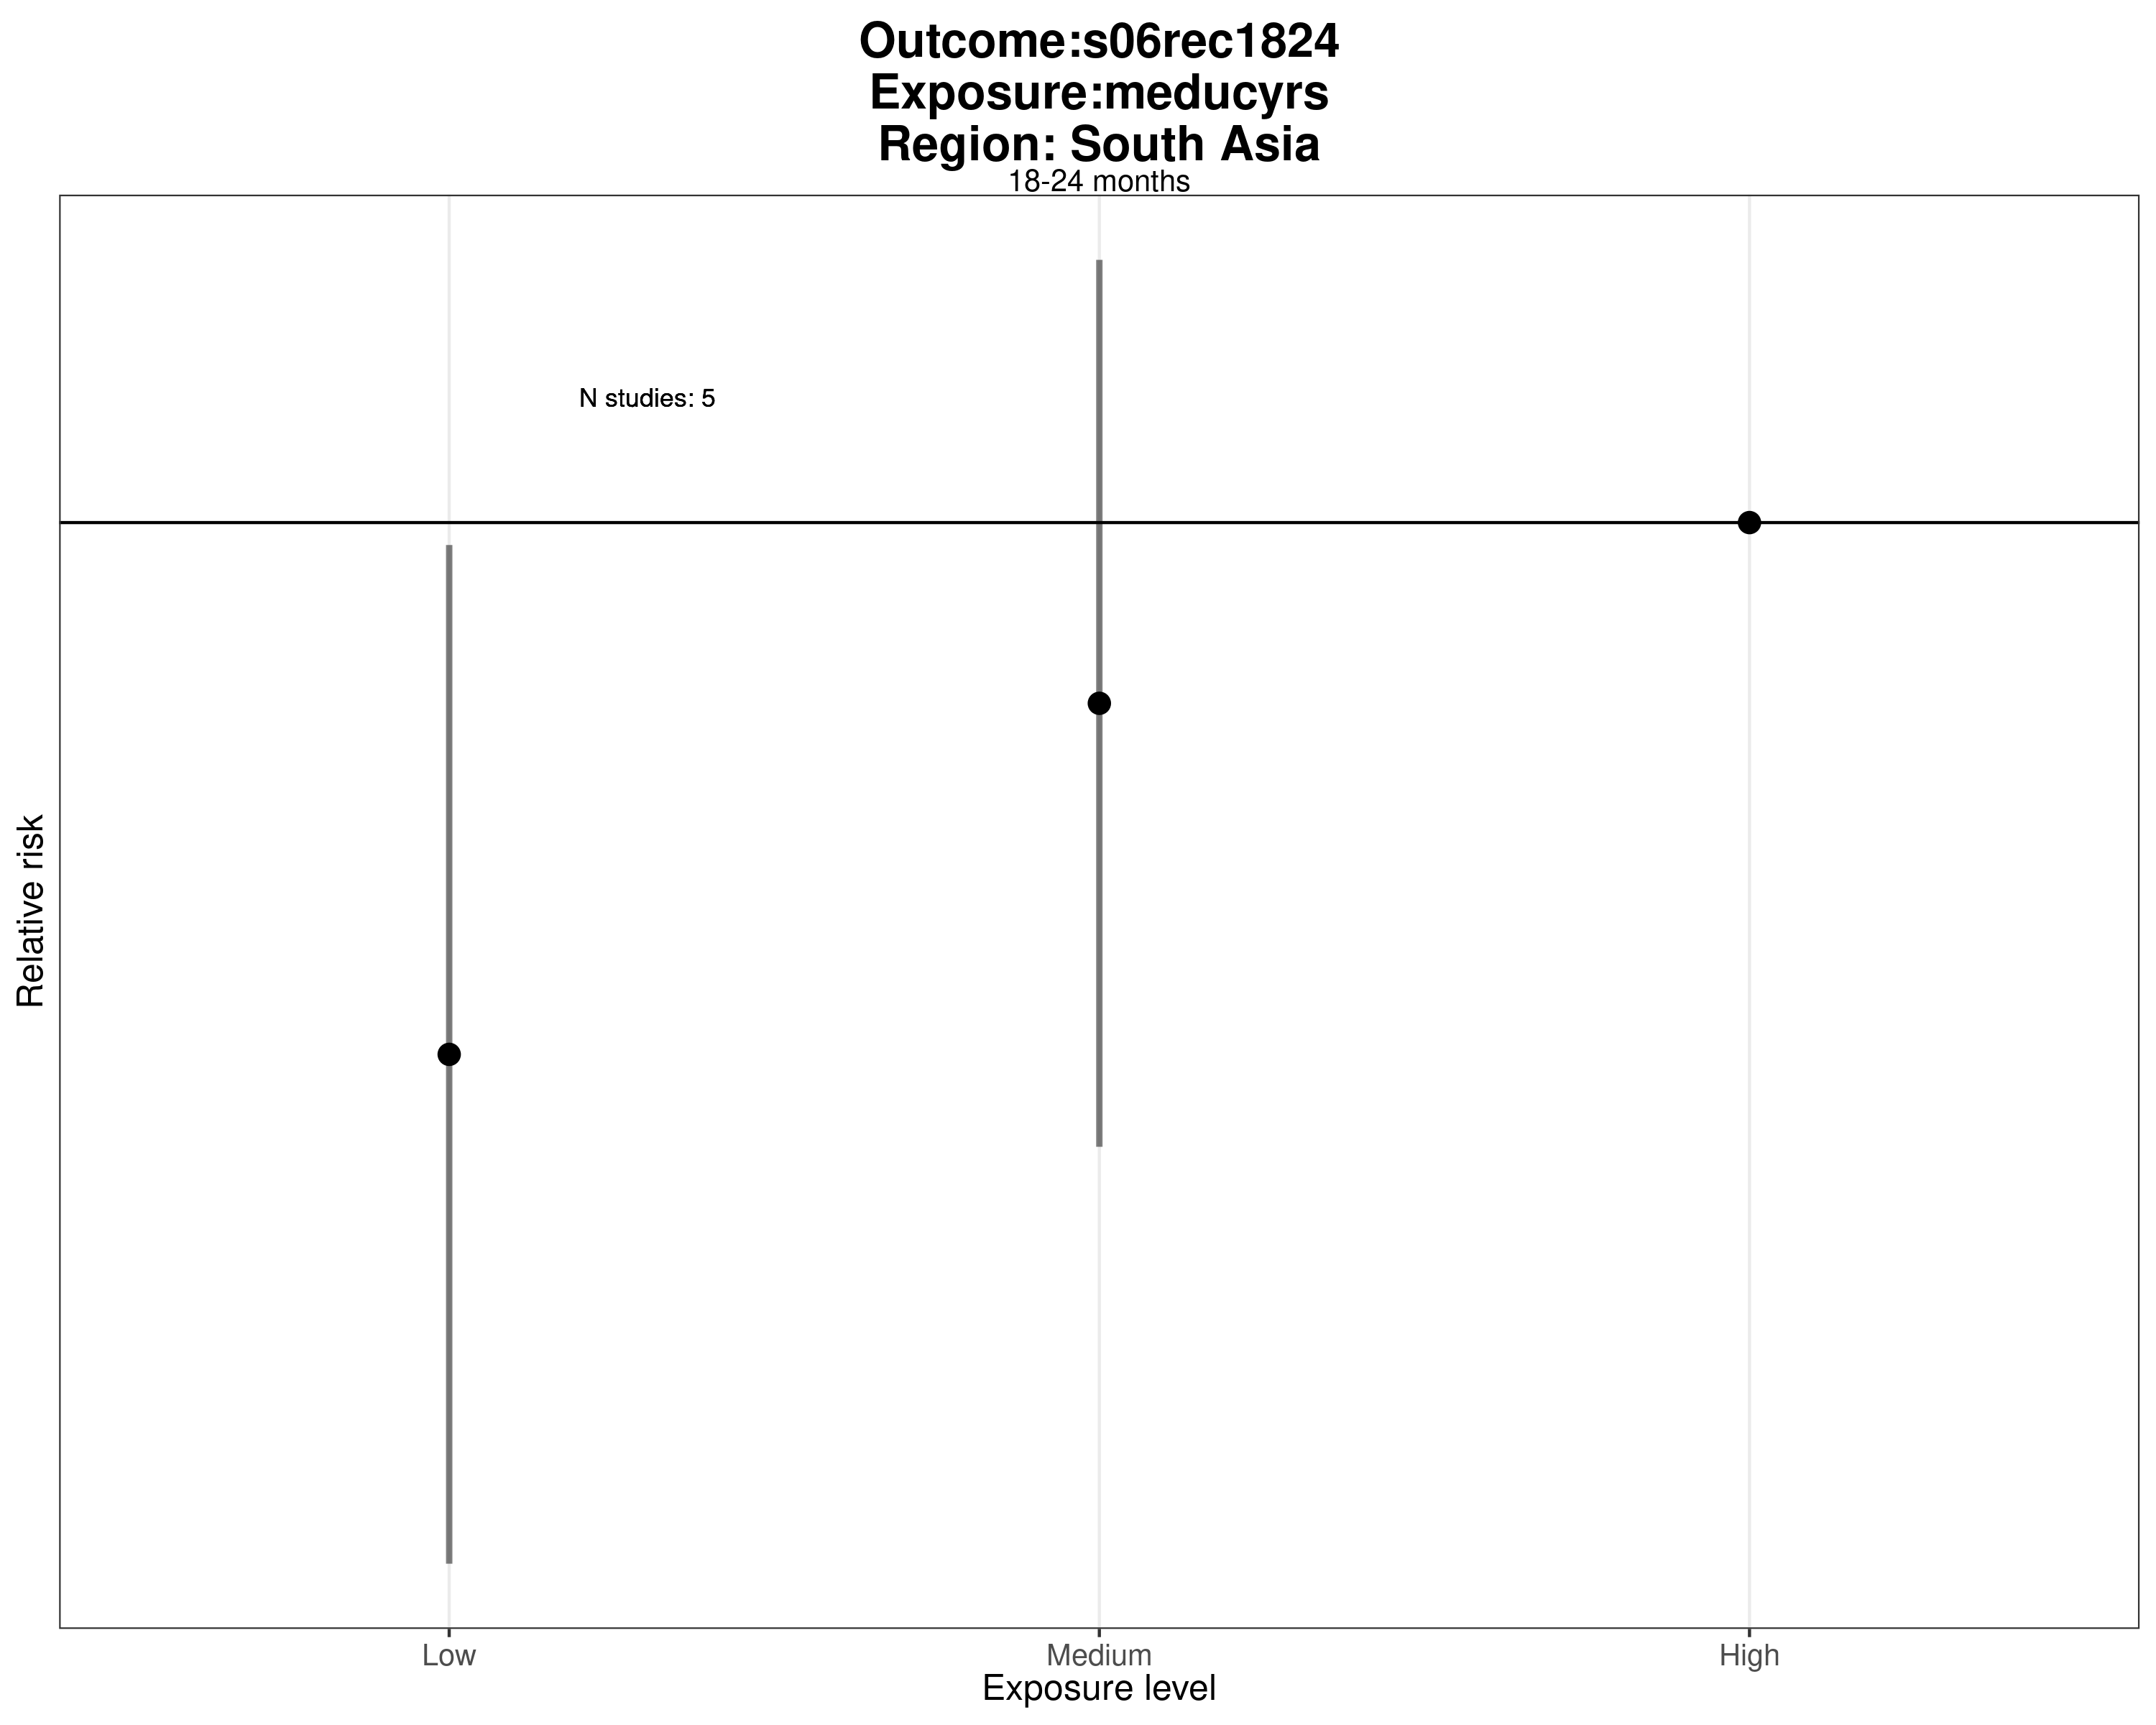 Outcome:s06rec1824
Exposure:meducyrs
Region: South Asia
18-24 months
N studies: 5
Relative risk
Low
Medium
High
Exposure level